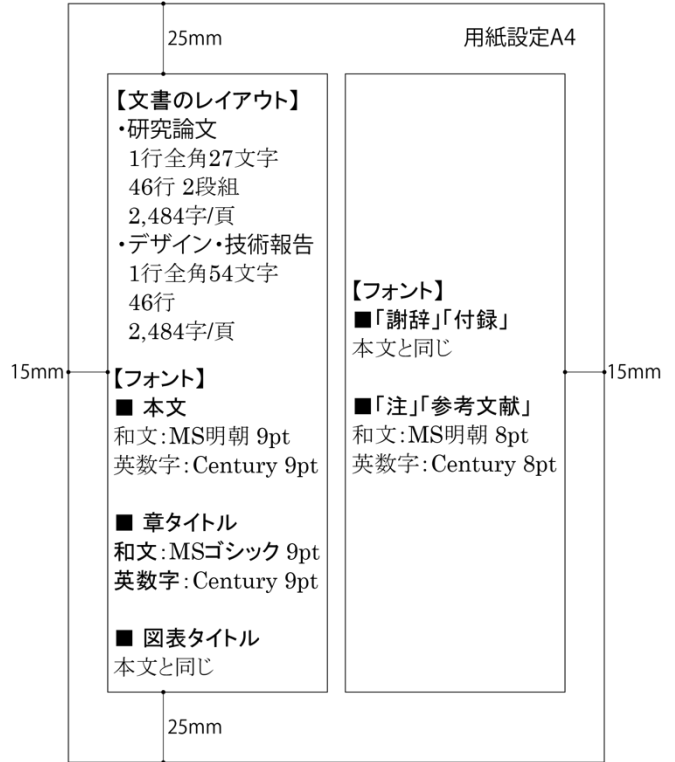 25mm
用紙設定A4
【文書のレイアウト】
・研究論文
1行全角27文字
46行 2段組
2,484字/頁
・デザイン・技術報告
1行全角54文字
46行
2,484字/頁
【フォント】
■ 本文
和文:MS明朝 9pt
英数字:Century 9pt
■ 章タイトル
和文:MSゴシック 9pt
英数字:Century 9pt
■ 図表タイトル
本文と同じ
【フォント】
■「謝辞」「付録」
本文と同じ
■「注」「参考文献」
和文:MS明朝 8pt
英数字:Century 8pt
15mm
15mm
25mm